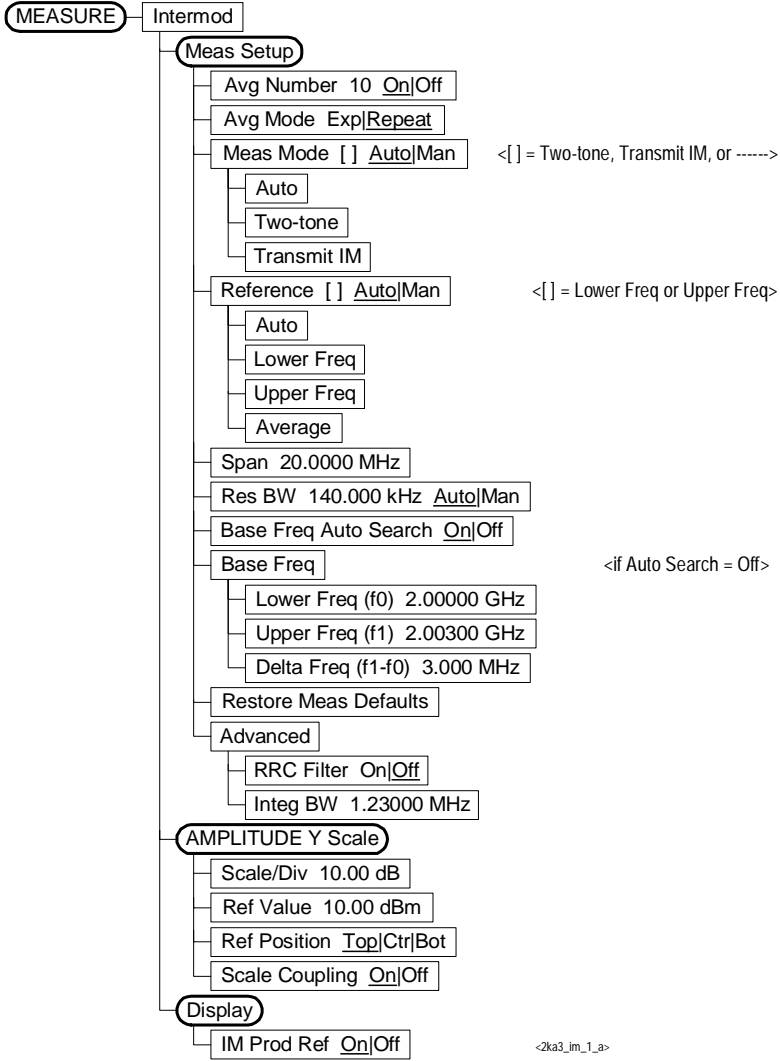 MEASURE Intermod
Meas Setup
Avg Number 10 On|Off
Avg Mode Exp|Repeat
Meas Mode [ ] Auto|Man <[ ] = Two-tone, Transmit IM, or ------>
Auto
Two-tone
Transmit IM
Reference [ ] Auto|Man <[ ] = Lower Freq or Upper Freq>
Auto
Lower Freq
Upper Freq
Average
Span 20.0000 MHz
Res BW 140.000 kHz Auto|Man
Base Freq Auto Search On|Off
Base Freq <if Auto Search = Off>
Lower Freq (f0) 2.00000 GHz
Upper Freq (f1) 2.00300 GHz
Delta Freq (f1-f0) 3.000 MHz
Restore Meas Defaults
Advanced
RRC Filter On|Off
Integ BW 1.23000 MHz
AMPLITUDE Y Scale
Scale/Div 10.00 dB
Ref Value 10.00 dBm
Ref Position Top|Ctr|Bot
Scale Coupling On|Off
Display
IM Prod Ref On|Off <2ka3_im_1_a>